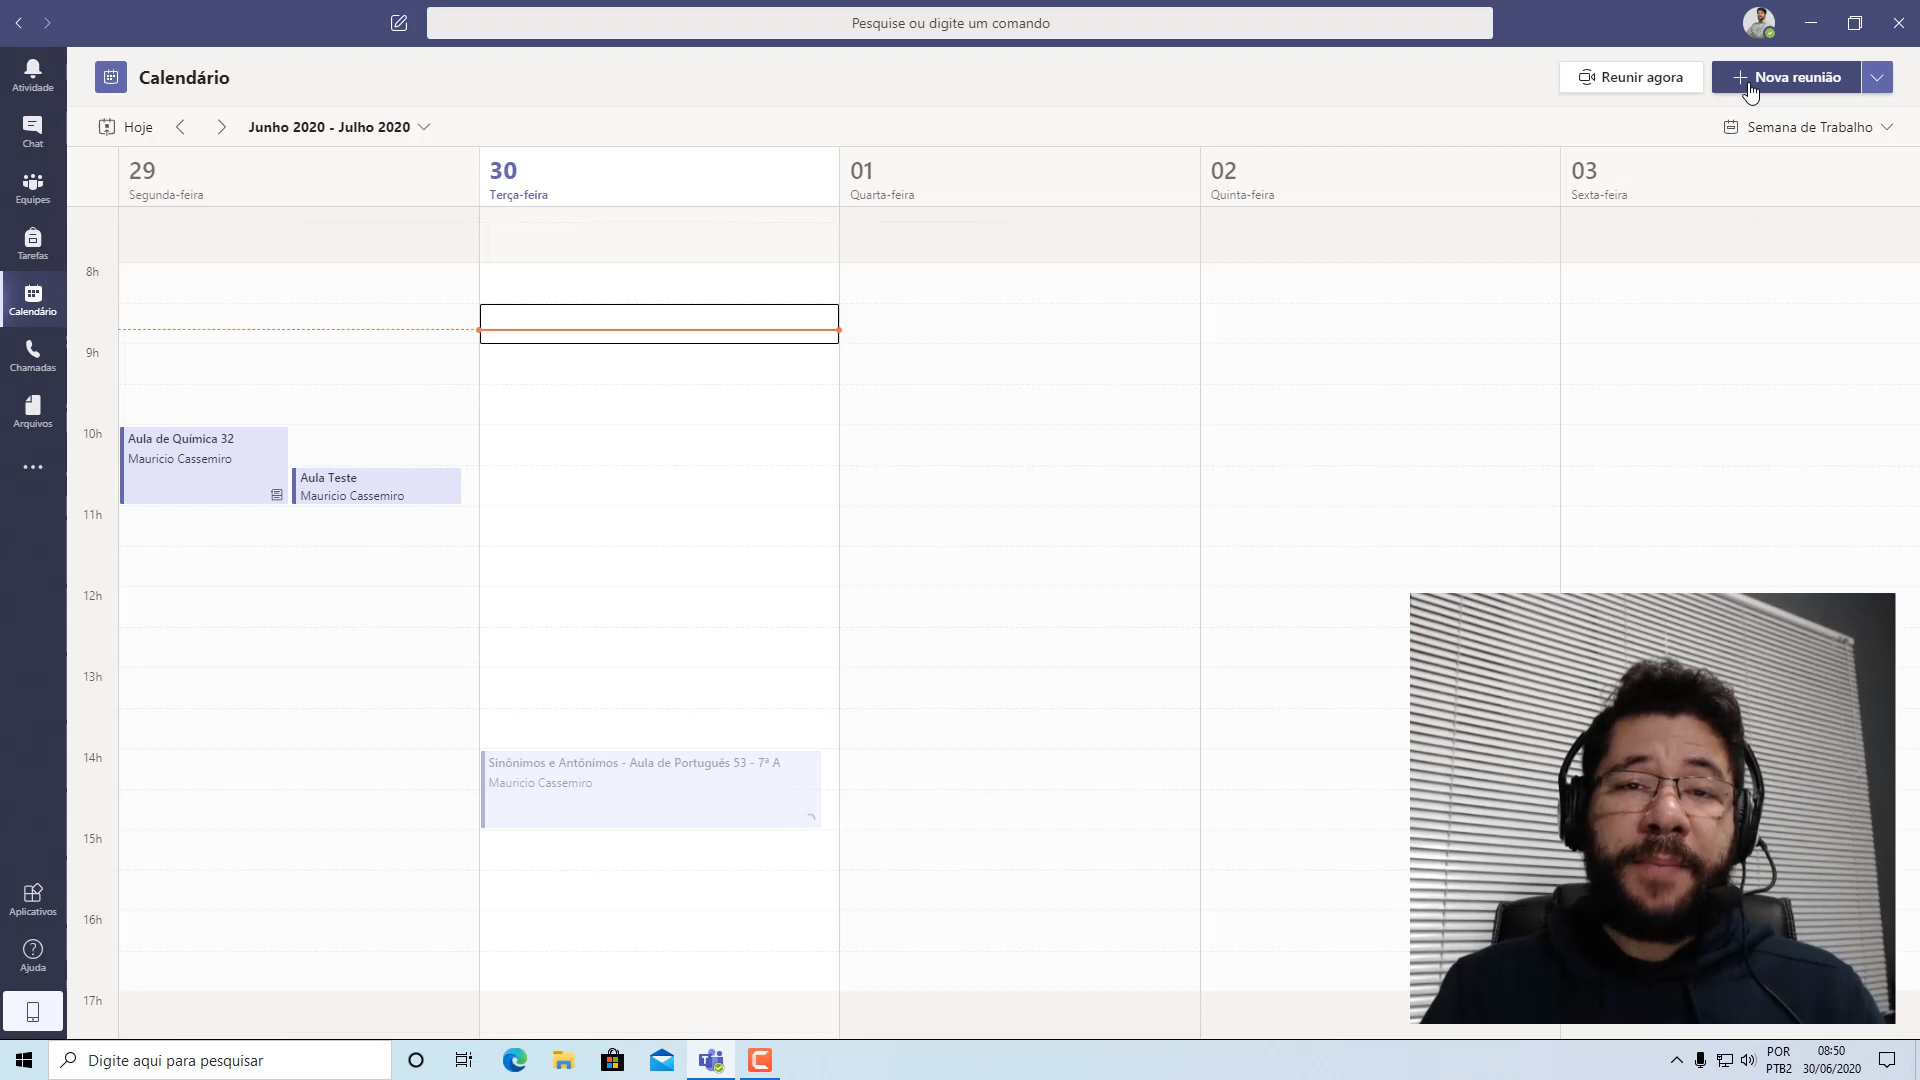 Pesquise ou digite um comando
Atividade
Chat
Equipes
Tarefas
Calendário
Chamadas
Arquivos
Aplicativos
Ajuda
Calendário
Reunir agora
Nova reunião
Hoje
Junho 2020 - Julho 2020
Semana de Trabalho
29
Segunda-feira
30
Terça-feira
01
Quarta-feira
02
Quinta-feira
03
Sexta-feira
8h
9h
10h
11h
12h
13h
14h
15h
16h
17h
Aula de Química 32
Mauricio Cassemiro
Aula Teste
Mauricio Cassemiro
Sinônimos e Antônimos - Aula de Português 53 - 7ª A
Mauricio Cassemiro
Digite aqui para pesquisar
POR
PTB2
08:50
30/06/2020